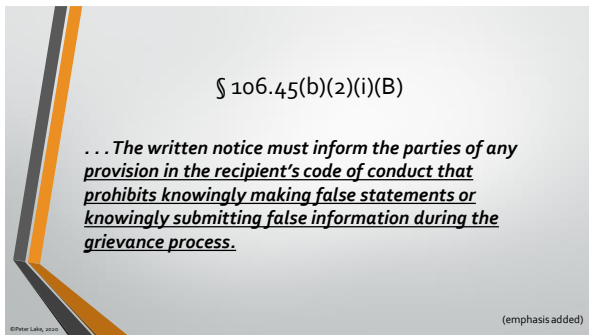 § 106.45(b)(2)(i)(B)
. . . The written notice must inform the parties of any
provision in the recipient's code of conduct that
prohibits knowingly making false statements or
knowingly submitting false information during the
grievance process.
(emphasis added)
©Peter Lake, 2020